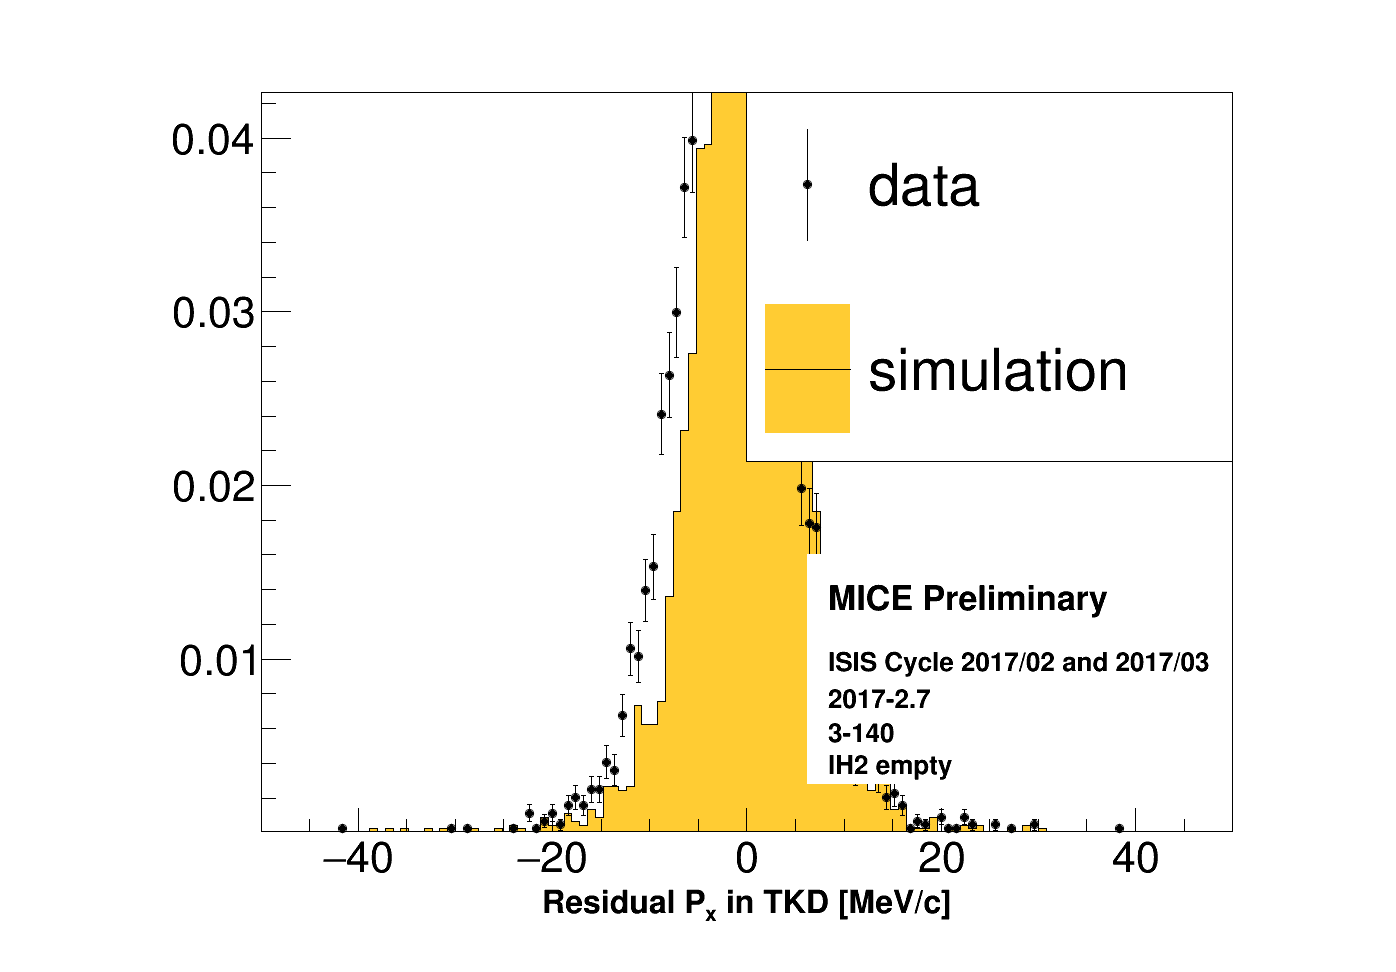 0.04
data
0.03
simulation
0.02
MICE Preliminary
0.01
ISIS Cycle 2017/02 and 2017/03
2017-2.7
3-140
IH2 empty
−40 −20 0 20 40
Residual Px in TKD [MeV/c]